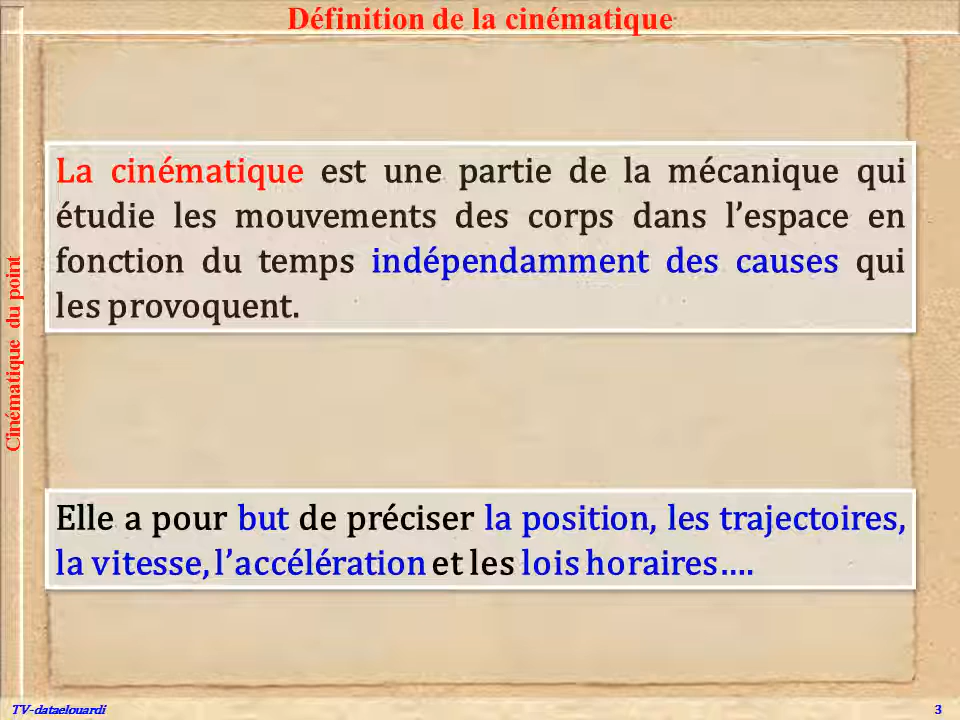 Définition de la cinématique
La cinématique est une partie de la mécanique qui
étudie les mouvements des corps dans l’espace en
fonction du temps indépendamment des causes qui
les provoquent.
Cinématique du point
Elle a pour but de préciser la position, les trajectoires,
la vitesse, l’accélération et les lois horaires….
TV-dataelouardi
3